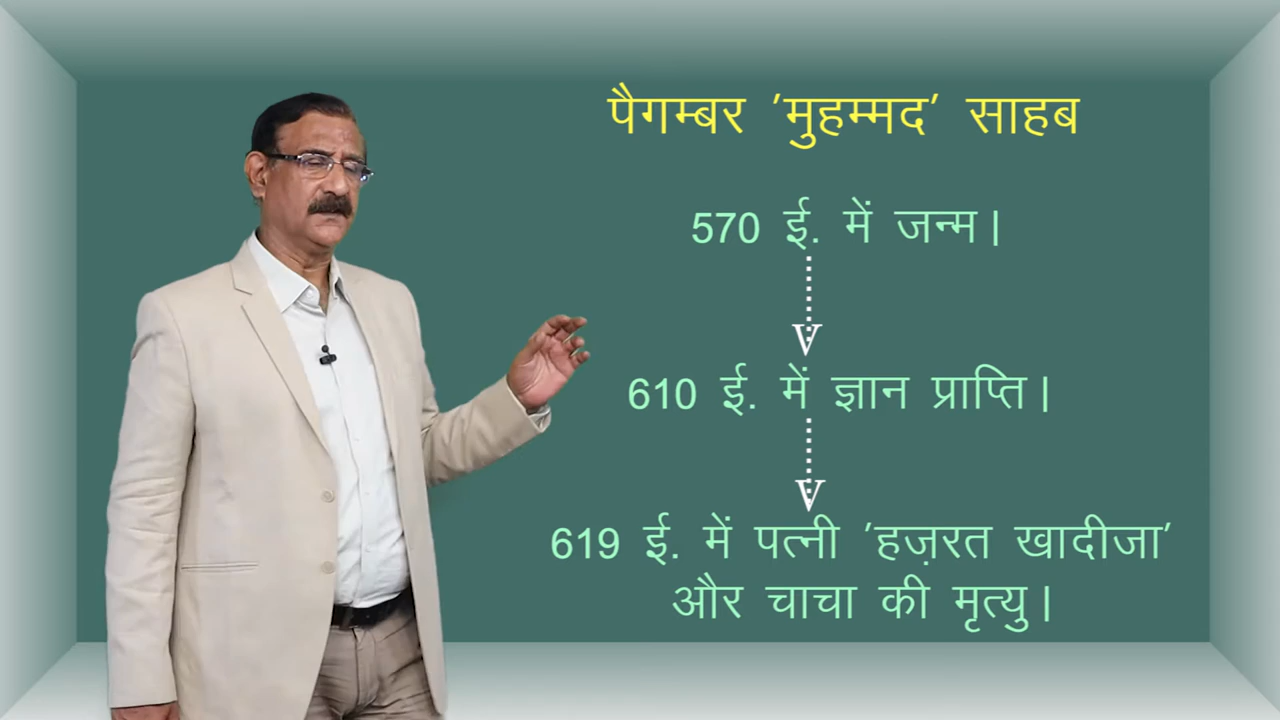 पैगम्बर 'मुहम्मद' साहब
570 ई. में जन्म।
610 ई. में ज्ञान प्राप्ति।
619 ई. में पत्नी 'हज़रत खादीजा'
और चाचा की मृत्यु।